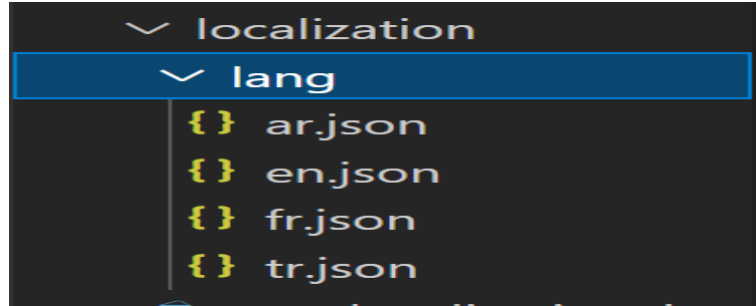 localization
lang
{} ar.json
{} en.json
{} fr.json
{} tr.json